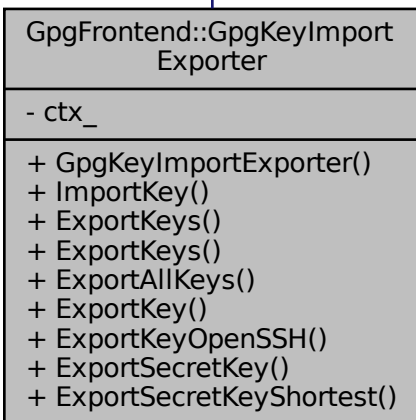 GpgFrontend::GpgKeyImport
Exporter
- ctx_
+ GpgKeyImportExporter()
+ ImportKey()
+ ExportKeys()
+ ExportKeys()
+ ExportAllKeys()
+ ExportKey()
+ ExportKeyOpenSSH()
+ ExportSecretKey()
+ ExportSecretKeyShortest()